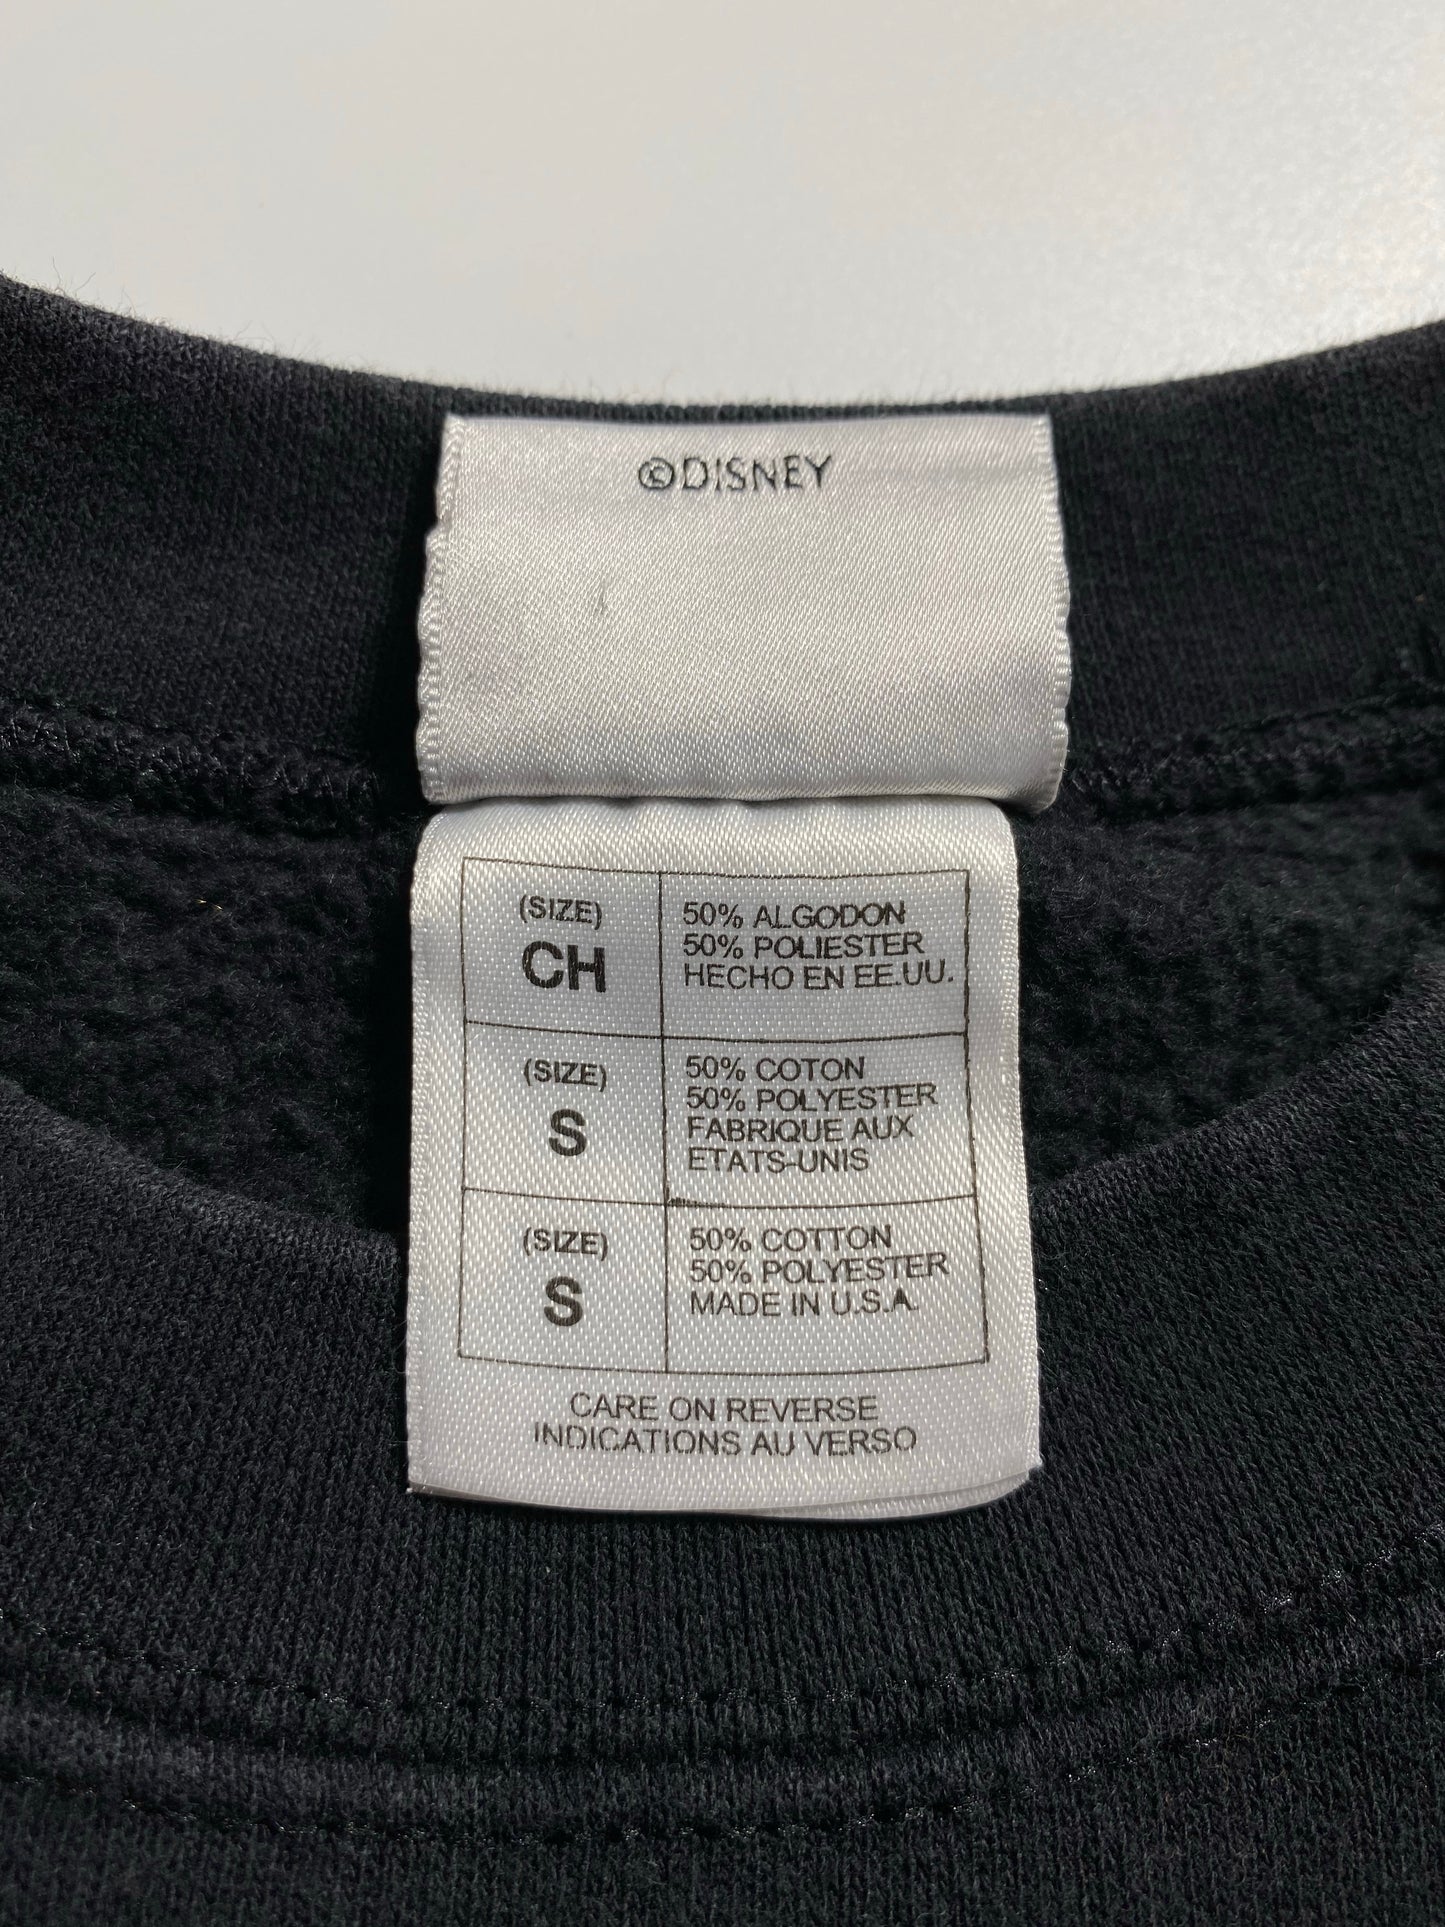 ©DISNEY
(SIZE)
CH
50% ALGODON
50% POLIESTER
HECHO EN EE.UU.
(SIZE)
S
50% COTON
50% POLYESTER
FABRIQUE AUX
ETATS-UNIS
(SIZE)
S
50% COTTON
50% POLYESTER
MADE IN U.S.A.
CARE ON REVERSE
INDICATIONS AU VERSO